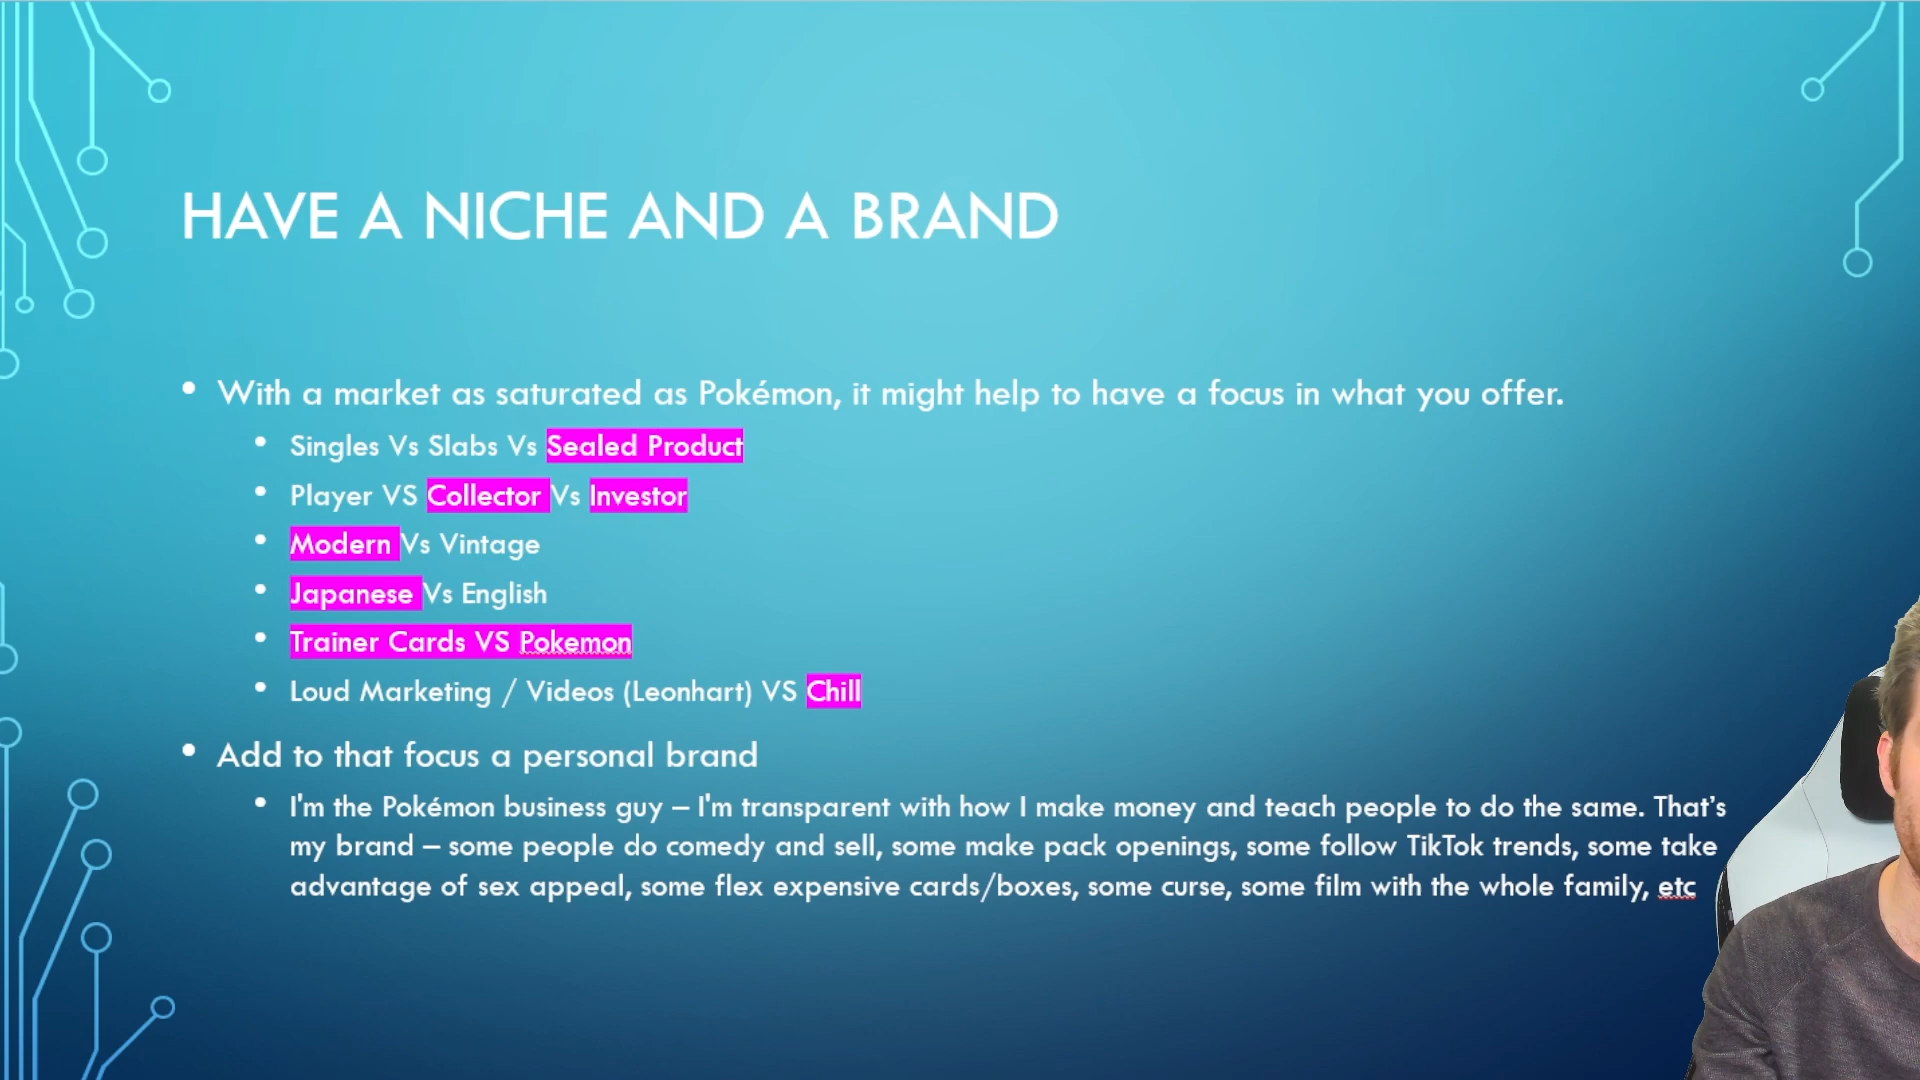 HAVE A NICHE AND A BRAND
• With a market as saturated as Pokémon, it might help to have a focus in what you offer.
• Singles Vs Slabs Vs Sealed Product
• Player VS Collector Vs Investor
• Modern Vs Vintage
• Japanese Vs English
• Trainer Cards VS Pokemon
• Loud Marketing / Videos (Leonhart) VS Chill
• Add to that focus a personal brand
• I'm the Pokémon business guy – I'm transparent with how I make money and teach people to do the same. That's
my brand – some people do comedy and sell, some make pack openings, some follow TikTok trends, some take
advantage of sex appeal, some flex expensive cards/boxes, some curse, some film with the whole family, etc